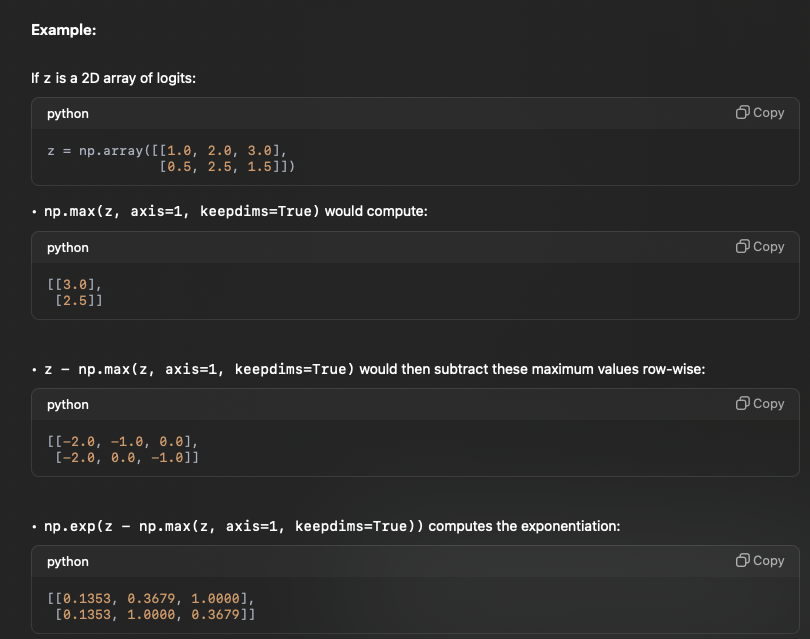 Example:
If z is a 2D array of logits:
python
Copy
z = np.array([[1.0, 2.0, 3.0],
[0.5, 2.5, 1.5]])
• np.max(z, axis=1, keepdims=True) would compute:
python
Copy
[[3.0],
[2.5]]
• z − np.max(z, axis=1, keepdims=True) would then subtract these maximum values row-wise:
python
Copy
[[−2.0, −1.0, 0.0],
[−2.0, 0.0, −1.0]]
• np.exp(z − np.max(z, axis=1, keepdims=True)) computes the exponentiation:
python
Copy
[[0.1353, 0.3679, 1.0000],
[0.1353, 1.0000, 0.3679]]